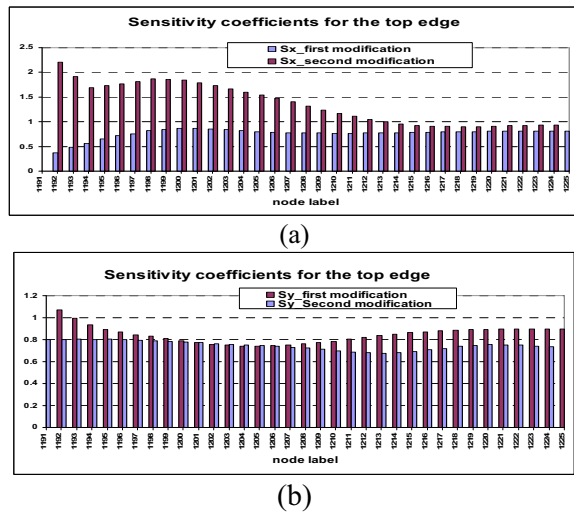 Sensitivity coefficients for the top edge
Sx_first modification
Sx_second modification
2.5
2
1.5
1
0.5
0
1191 1192 1193 1194 1195 1196 1197 1198 1199 1200 1201 1202 1203 1204 1205 1206 1207 1208 1209 1210 1211 1212 1213 1214 1215 1216 1217 1218 1219 1220 1221 1222 1223 1224 1225
node label
(a)
Sensitivity coefficients for the top edge
Sy_first modification
Sy_Second modification
1.2
1
0.8
0.6
0.4
0.2
0
1191 1192 1193 1194 1195 1196 1197 1198 1199 1200 1201 1202 1203 1204 1205 1206 1207 1208 1209 1210 1211 1212 1213 1214 1215 1216 1217 1218 1219 1220 1221 1222 1223 1224 1225
node label
(b)